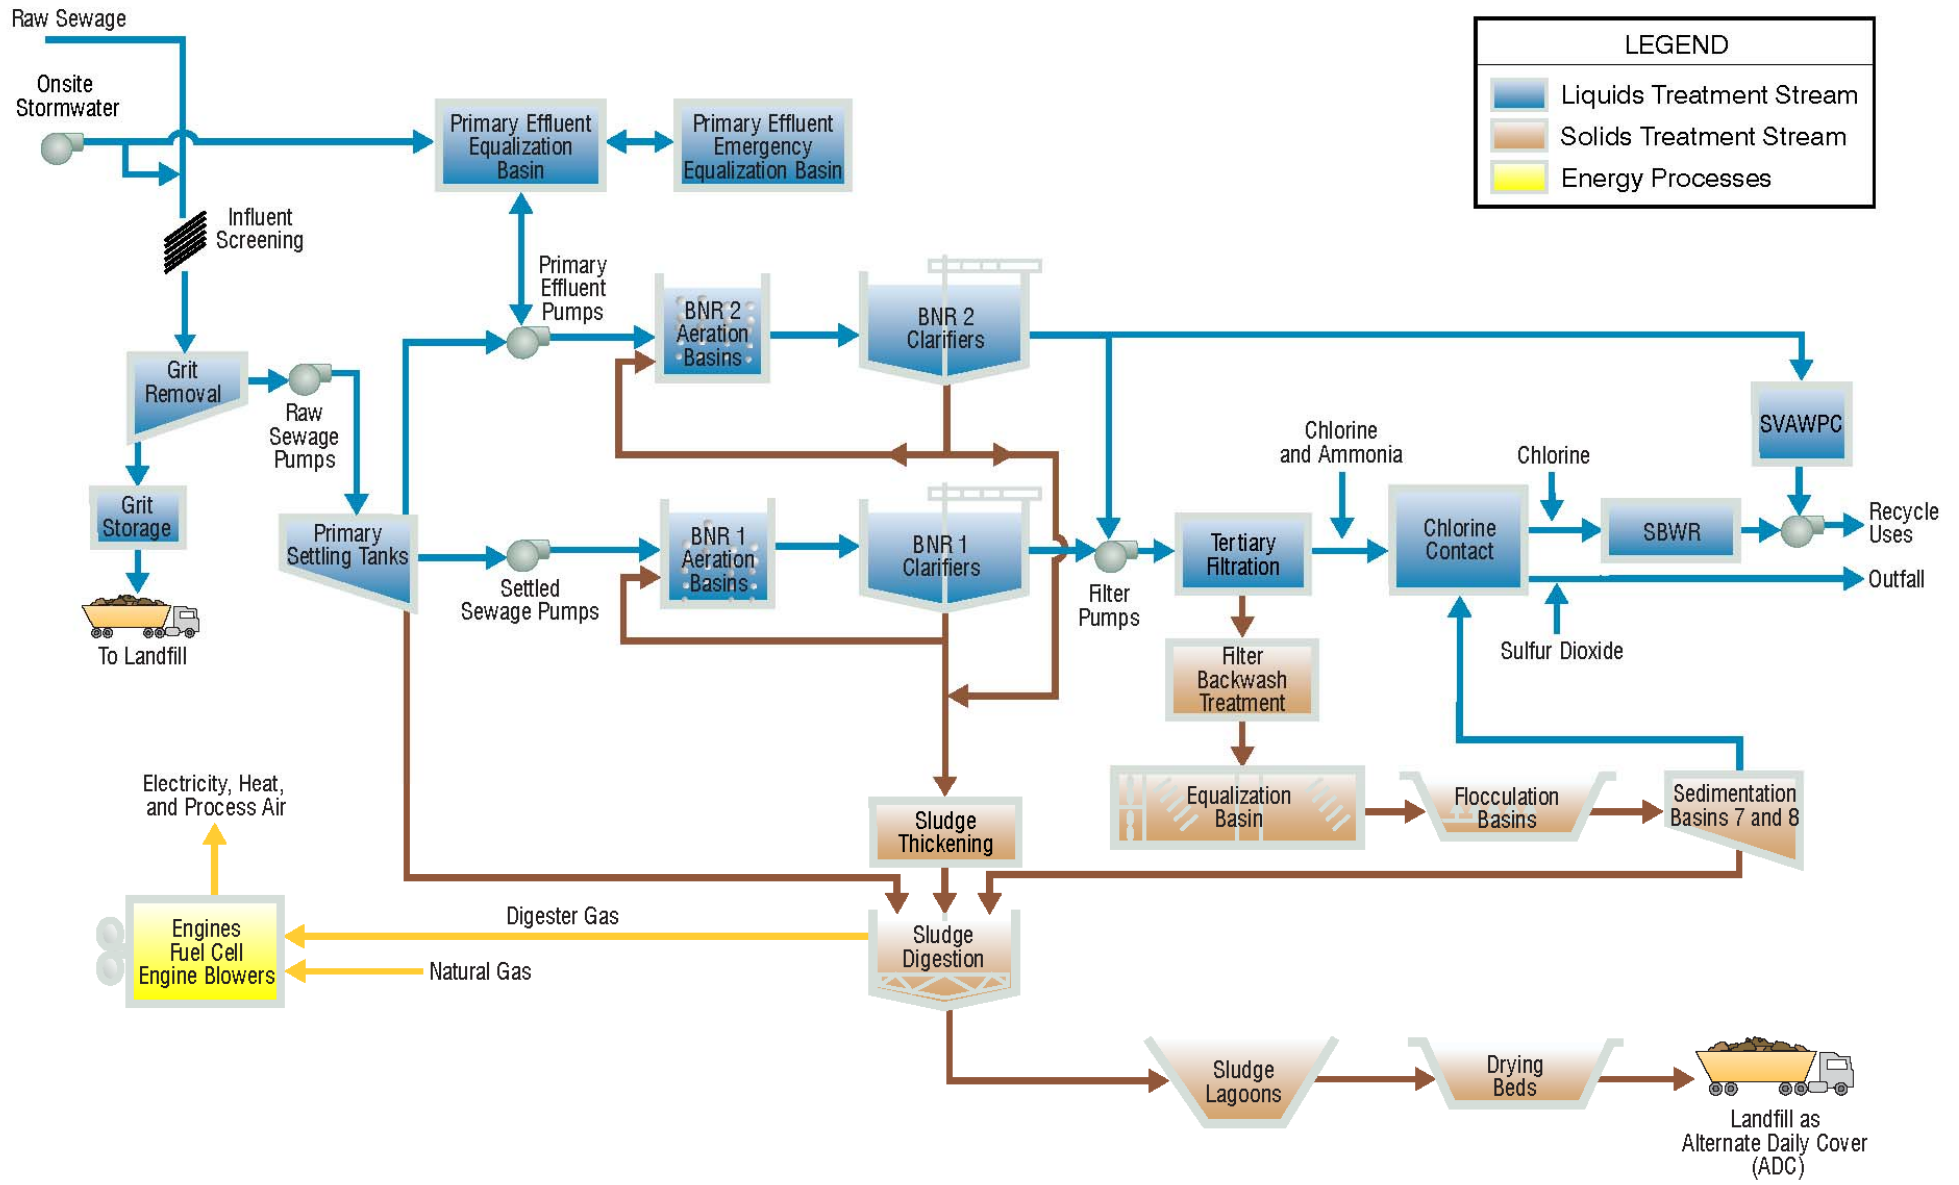 Raw Sewage
Onsite
Stormwater
Influent
Screening
Grit
Removal
Raw
Sewage
Pumps
Grit
Storage
To Landfill
Primary
Settling Tanks
Primary Effluent
Equalization
Basin
Primary Effluent
Emergency
Equalization Basin
Primary
Effluent
Pumps
BNR 2
Aeration
Basins
BNR 2
Clarifiers
Settled
Sewage Pumps
BNR 1
Aeration
Basins
BNR 1
Clarifiers
Filter
Pumps
Tertiary
Filtration
Chlorine
and Ammonia
Chlorine
Contact
Chlorine
SBWR
SVAWPC
Recycle
Uses
Outfall
Sulfur Dioxide
Filter
Backwash
Treatment
Equalization
Basin
Flocculation
Basins
Sedimentation
Basins 7 and 8
Sludge
Thickening
Sludge
Digestion
Digester Gas
Natural Gas
Electricity, Heat,
and Process Air
Engines
Fuel Cell
Engine Blowers
Sludge
Lagoons
Drying
Beds
Landfill as
Alternate Daily Cover
(ADC)
LEGEND
Liquids Treatment Stream
Solids Treatment Stream
Energy Processes